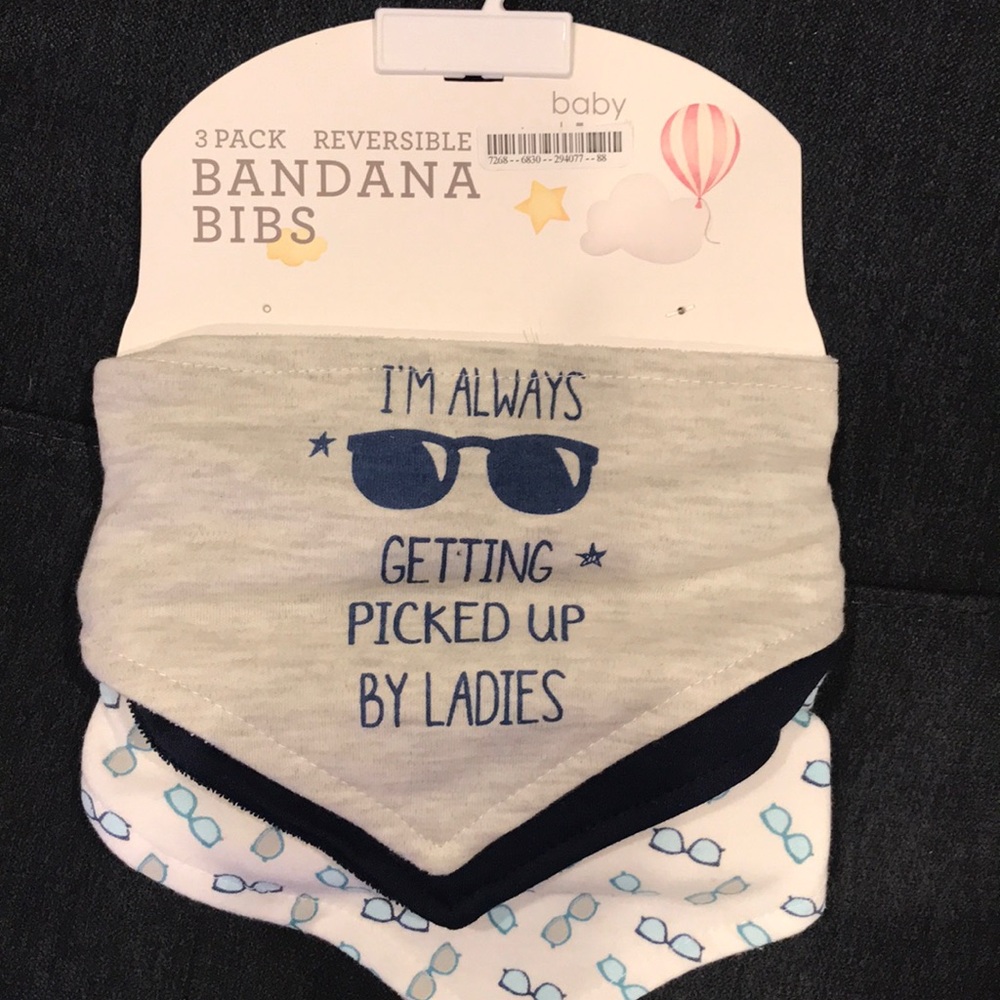 baby
3 PACK REVERSIBLE
7268--6830--294077--88
BANDANA
BIBS
I'M ALWAYS
GETTING
PICKED UP
BY LADIES